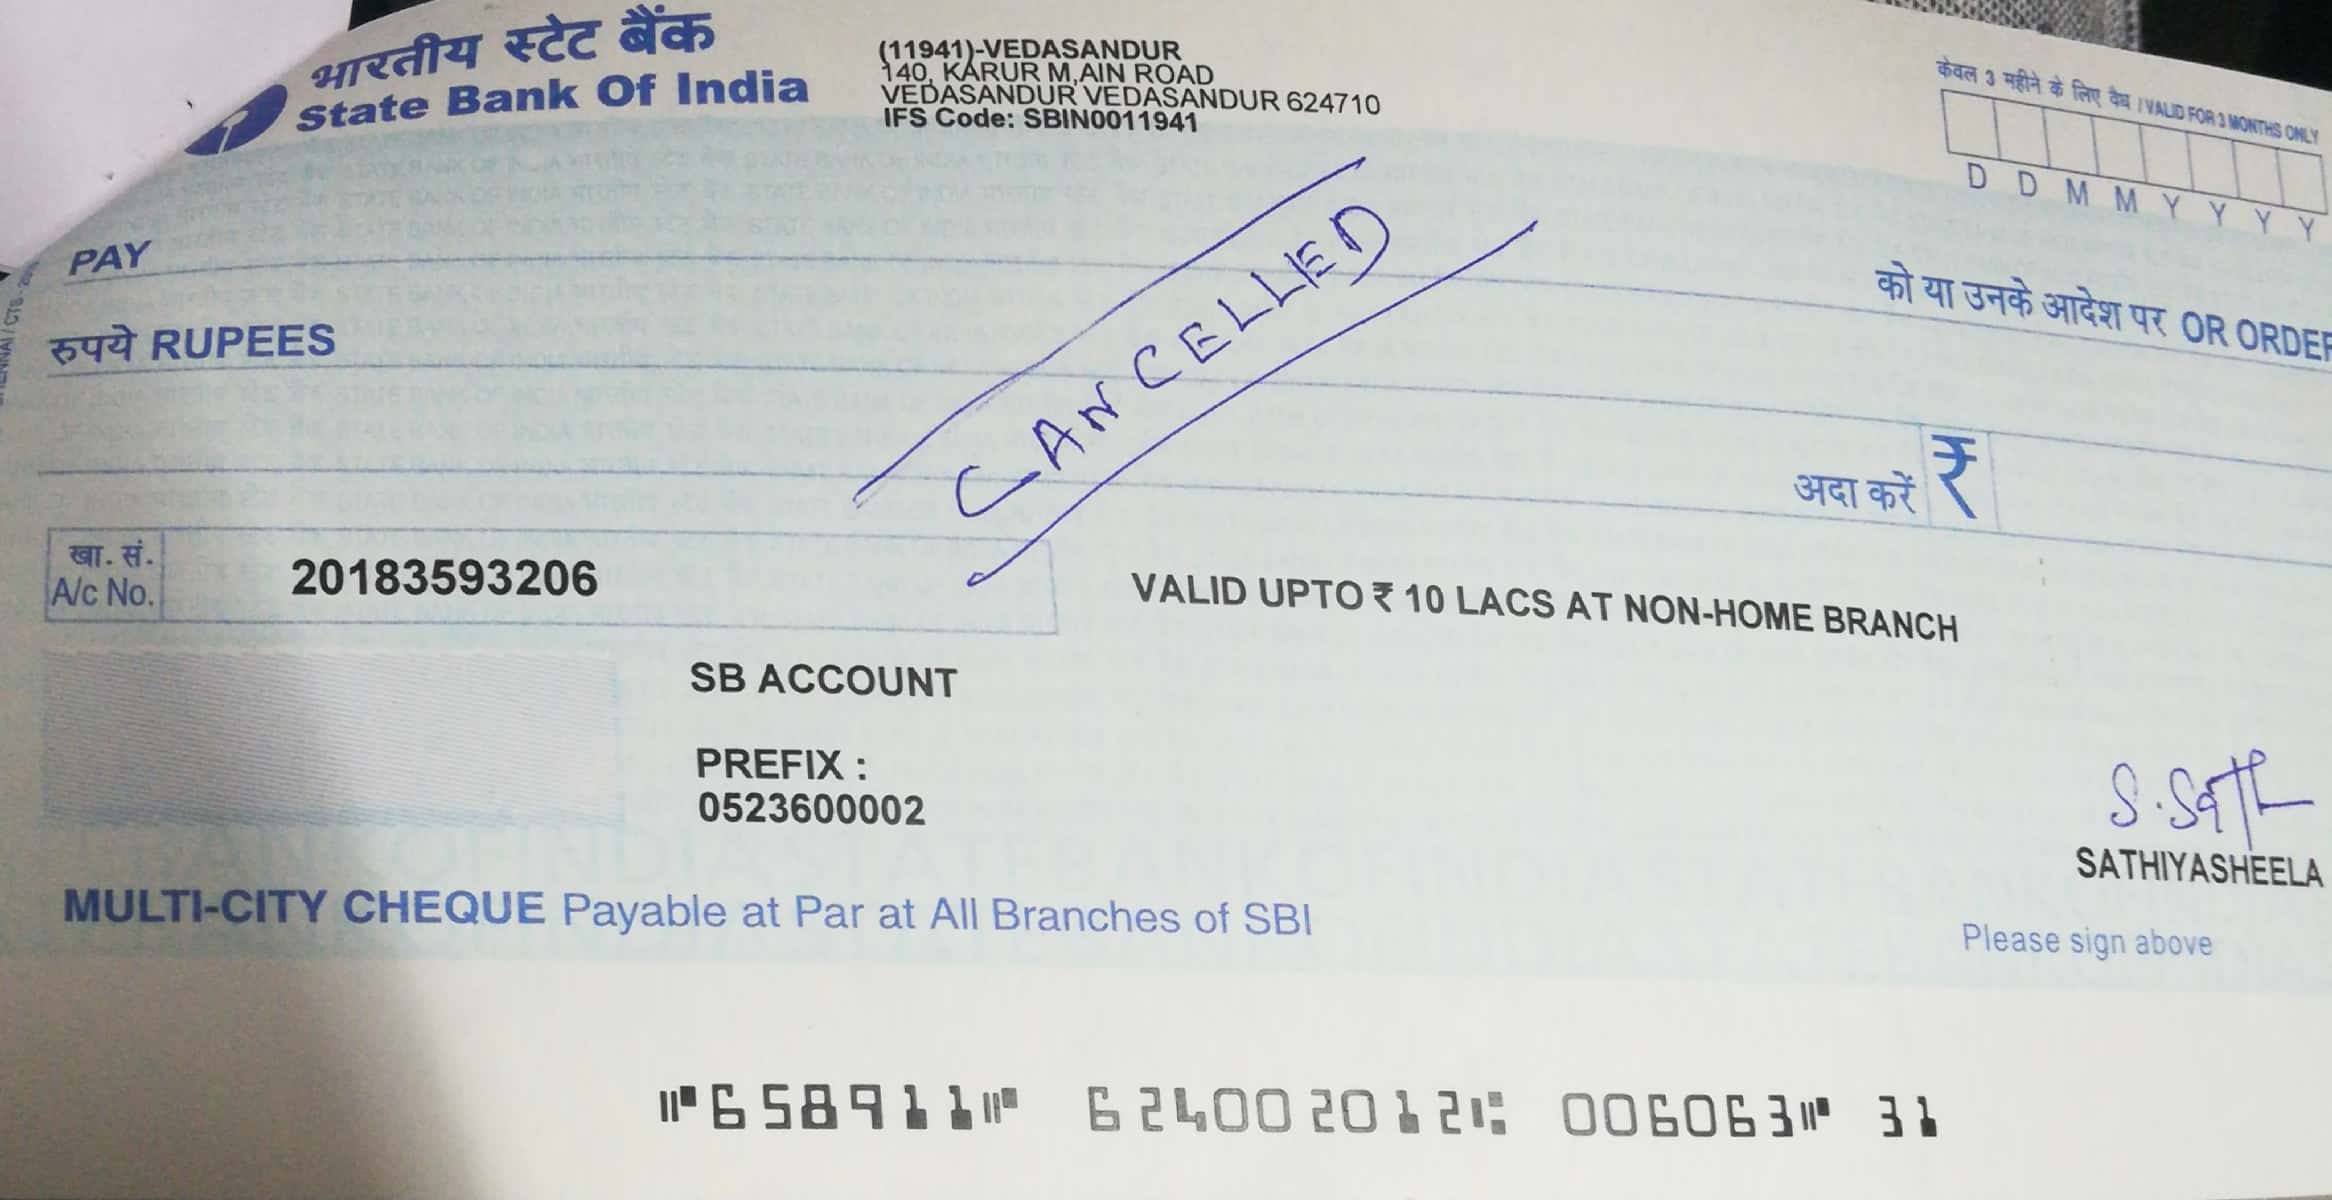 भारतीय स्टेट बैंक
State Bank Of India
(11941)-VEDASANDUR
140, KARUR M,AIN ROAD
VEDASANDUR VEDASANDUR 624710
IFS Code: SBIN0011941
केवल 3 महीने के लिए वैध / VALID FOR 3 MONTHS ONLY
D D M M Y Y Y Y
PAY
को या उनके आदेश पर OR ORDER
रुपये RUPEES
CANCELLED
अदा करें ₹
खा. सं.
A/c No.
20183593206
VALID UPTO ₹ 10 LACS AT NON-HOME BRANCH
SB ACCOUNT
PREFIX :
0523600002
S.Sath
SATHIYASHEELA
MULTI-CITY CHEQUE Payable at Par at All Branches of SBI
Please sign above
⑈658911⑈ 624002012⑆ 006063⑈ 31